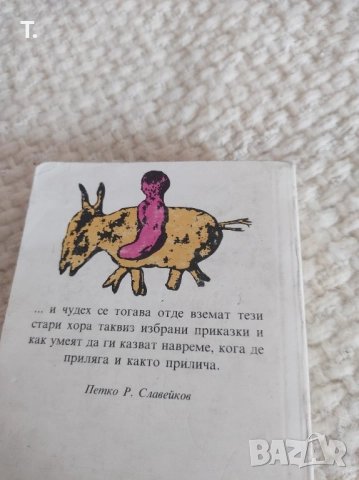 T.
... и чудех се тогава отде вземат тези
стари хора таквиз избрани приказки и
как умеят да ги казват навреме, кога де
приляга и както прилича.
Петко Р. Славейков
BAZAR